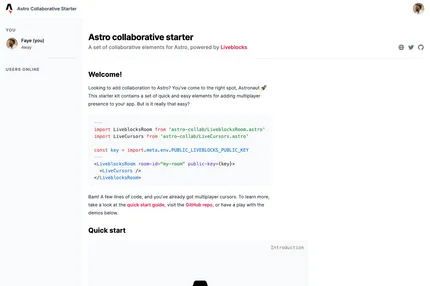 Astro Collaborative Starter
YOU
Faye (you)
Away
USERS ONLINE
Astro collaborative starter
A set of collaborative elements for Astro, powered by Liveblocks
Welcome!
Looking to add collaboration to Astro? You've come to the right spot, Astronaut 🚀
This starter kit contains a set of quick and easy elements for adding multiplayer
presence to your app. But is it really that easy?
---
import LiveblocksRoom from 'astro-collab/LiveblocksRoom.astro'
import LiveCursors from 'astro-collab/LiveCursors.astro'
const key = import.meta.env.PUBLIC_LIVEBLOCKS_PUBLIC_KEY
---
<LiveblocksRoom room-id="my-room" public-key={key}>
<LiveCursors />
</LiveblocksRoom>
Bam! A few lines of code, and you've already got multiplayer cursors. To learn more,
take a look at the quick start guide, visit the GitHub repo, or have a play with the
demos below.
Quick start
Introduction